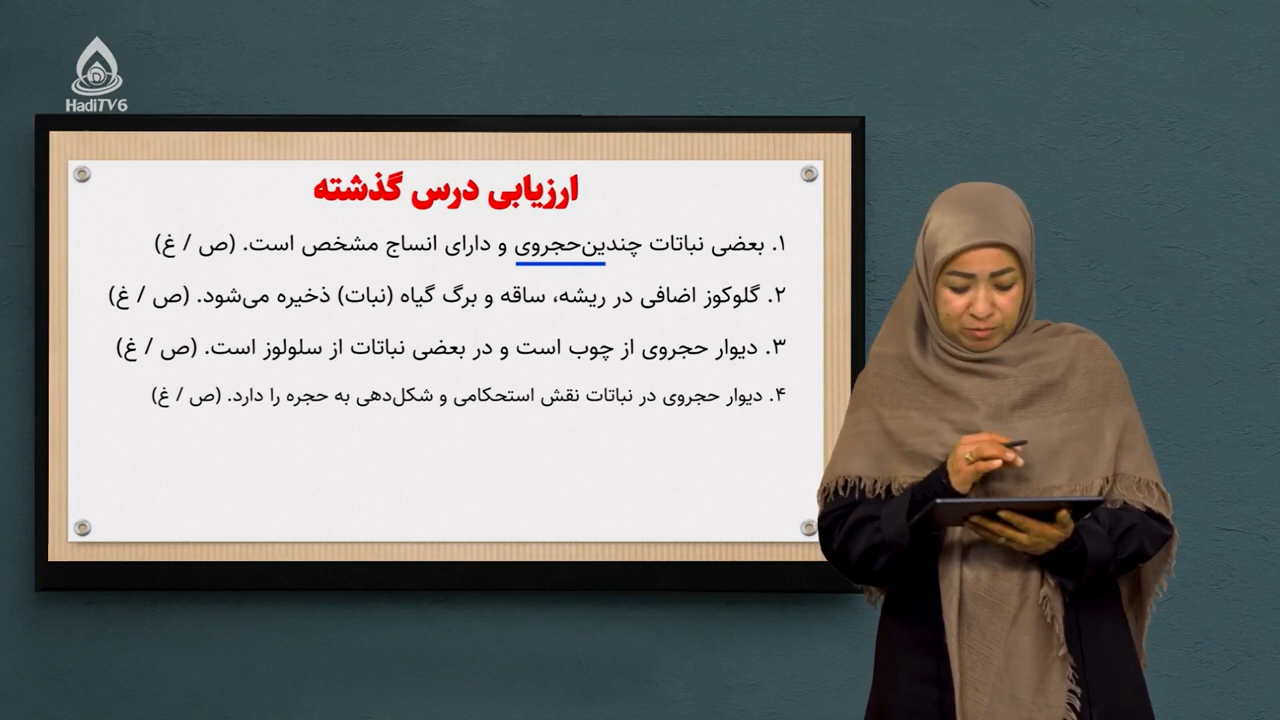 HadiTV6
ارزیابی درس گذشته
۱. بعضی نباتات چندین‌حجروی و دارای انساج مشخص است. (ص / غ)
۲. گلوکوز اضافی در ریشه، ساقه و برگ گیاه (نبات) ذخیره می‌شود. (ص / غ)
۳. دیوار حجروی از چوب است و در بعضی نباتات از سلولوز است. (ص / غ)
۴. دیوار حجروی در نباتات نقش استحکامی و شکل‌دهی به حجره را دارد. (ص / غ)